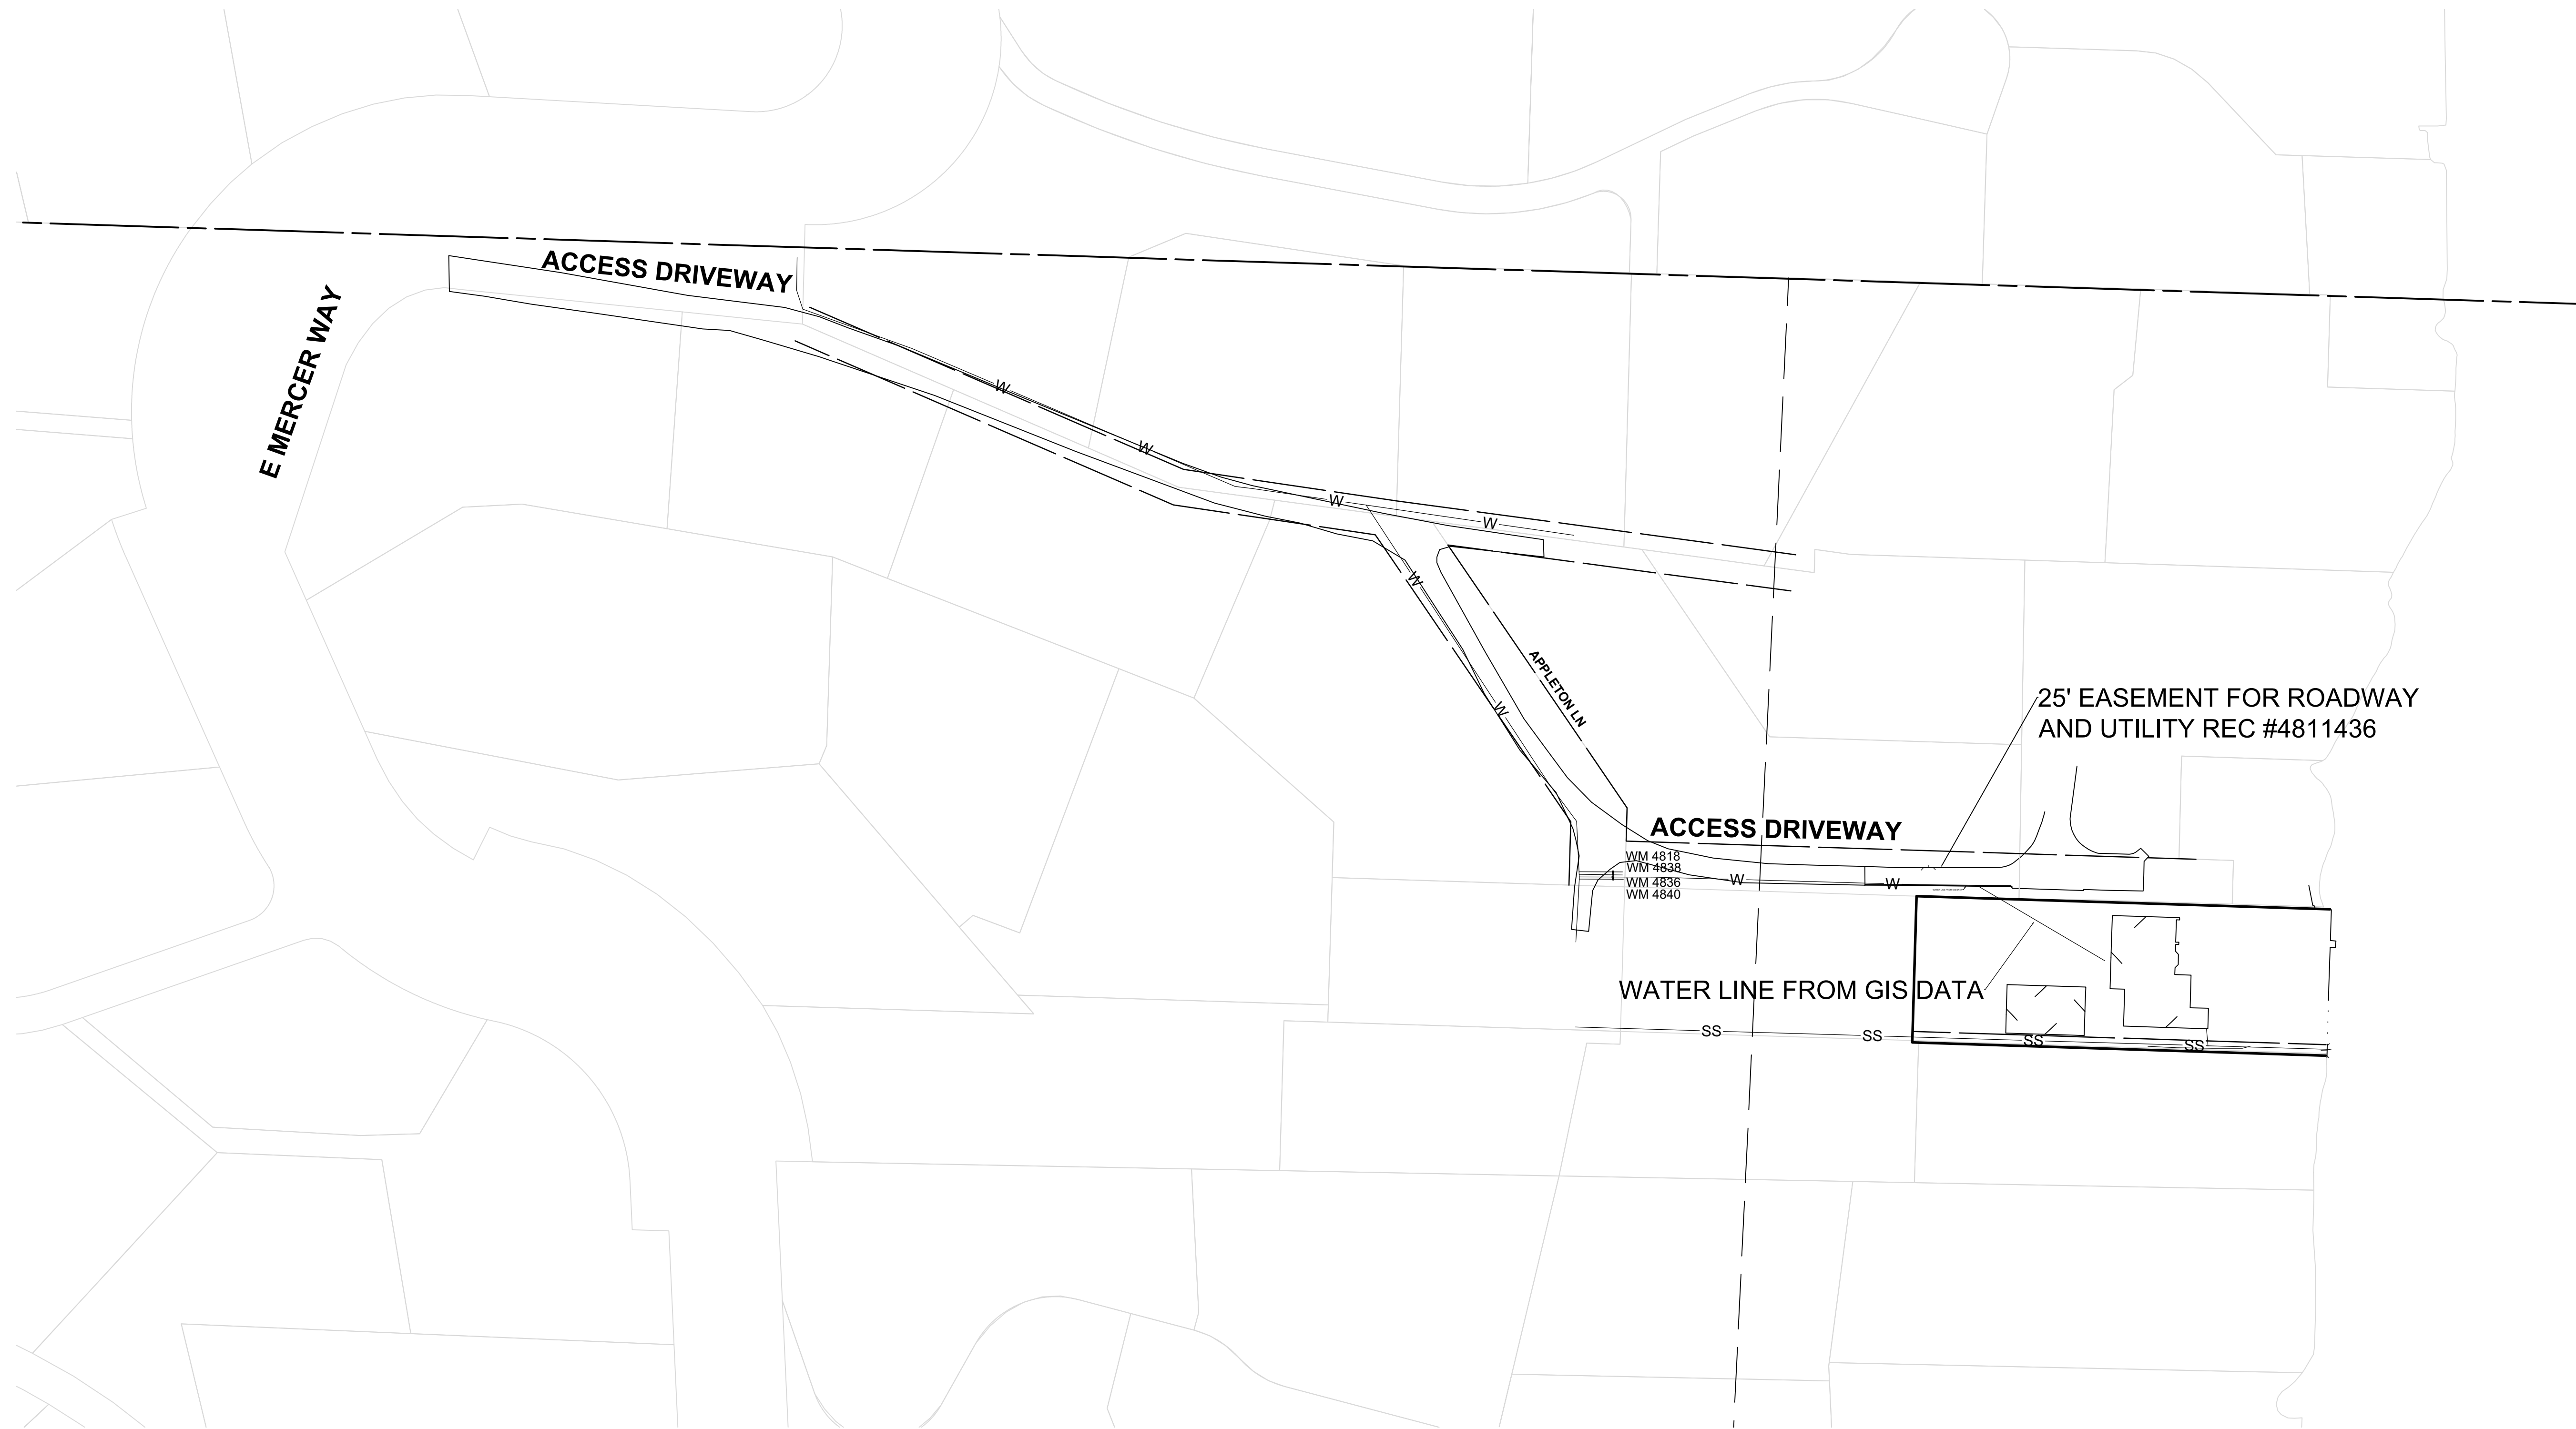 ACCESS DRIVEWAY
E MERCER WAY
W
W
W
W
W
W
APPLETON LN
25' EASEMENT FOR ROADWAY
AND UTILITY REC #4811436
ACCESS DRIVEWAY
WM 4818
WM 4838
WM 4836
WM 4840
W
W
WATER LINE FROM GIS DATA
SS
SS
SS
SS